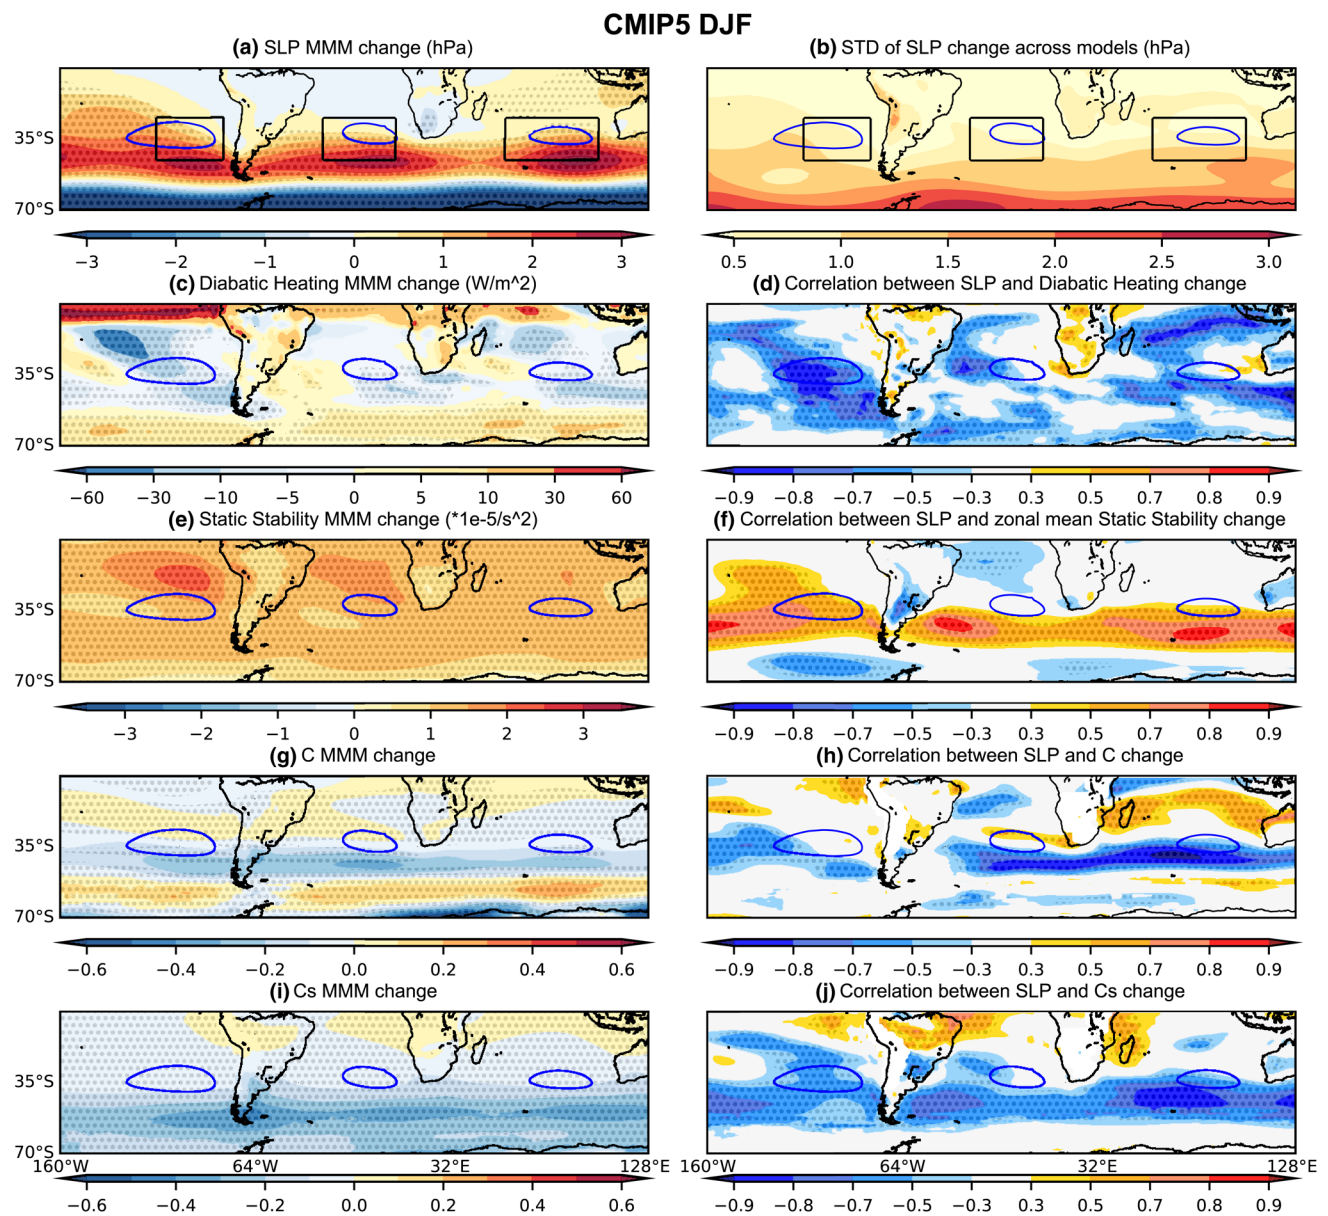 CMIP5 DJF
(a) SLP MMM change (hPa)
(b) STD of SLP change across models (hPa)
35°S
70°S
−3 −2 −1 0 1 2 3
0.5 1.0 1.5 2.0 2.5 3.0
(c) Diabatic Heating MMM change (W/m^2)
(d) Correlation between SLP and Diabatic Heating change
35°S
70°S
−60 −30 −10 −5 0 5 10 30 60
−0.9 −0.8 −0.7 −0.5 −0.3 0.3 0.5 0.7 0.8 0.9
(e) Static Stability MMM change (*1e-5/s^2)
(f) Correlation between SLP and zonal mean Static Stability change
35°S
70°S
−3 −2 −1 0 1 2 3
−0.9 −0.8 −0.7 −0.5 −0.3 0.3 0.5 0.7 0.8 0.9
(g) C MMM change
(h) Correlation between SLP and C change
35°S
70°S
−0.6 −0.4 −0.2 0.0 0.2 0.4 0.6
−0.9 −0.8 −0.7 −0.5 −0.3 0.3 0.5 0.7 0.8 0.9
(i) Cs MMM change
(j) Correlation between SLP and Cs change
35°S
70°S
160°W 64°W 32°E 128°E
160°W 64°W 32°E 128°E
−0.6 −0.4 −0.2 0.0 0.2 0.4 0.6
−0.9 −0.8 −0.7 −0.5 −0.3 0.3 0.5 0.7 0.8 0.9